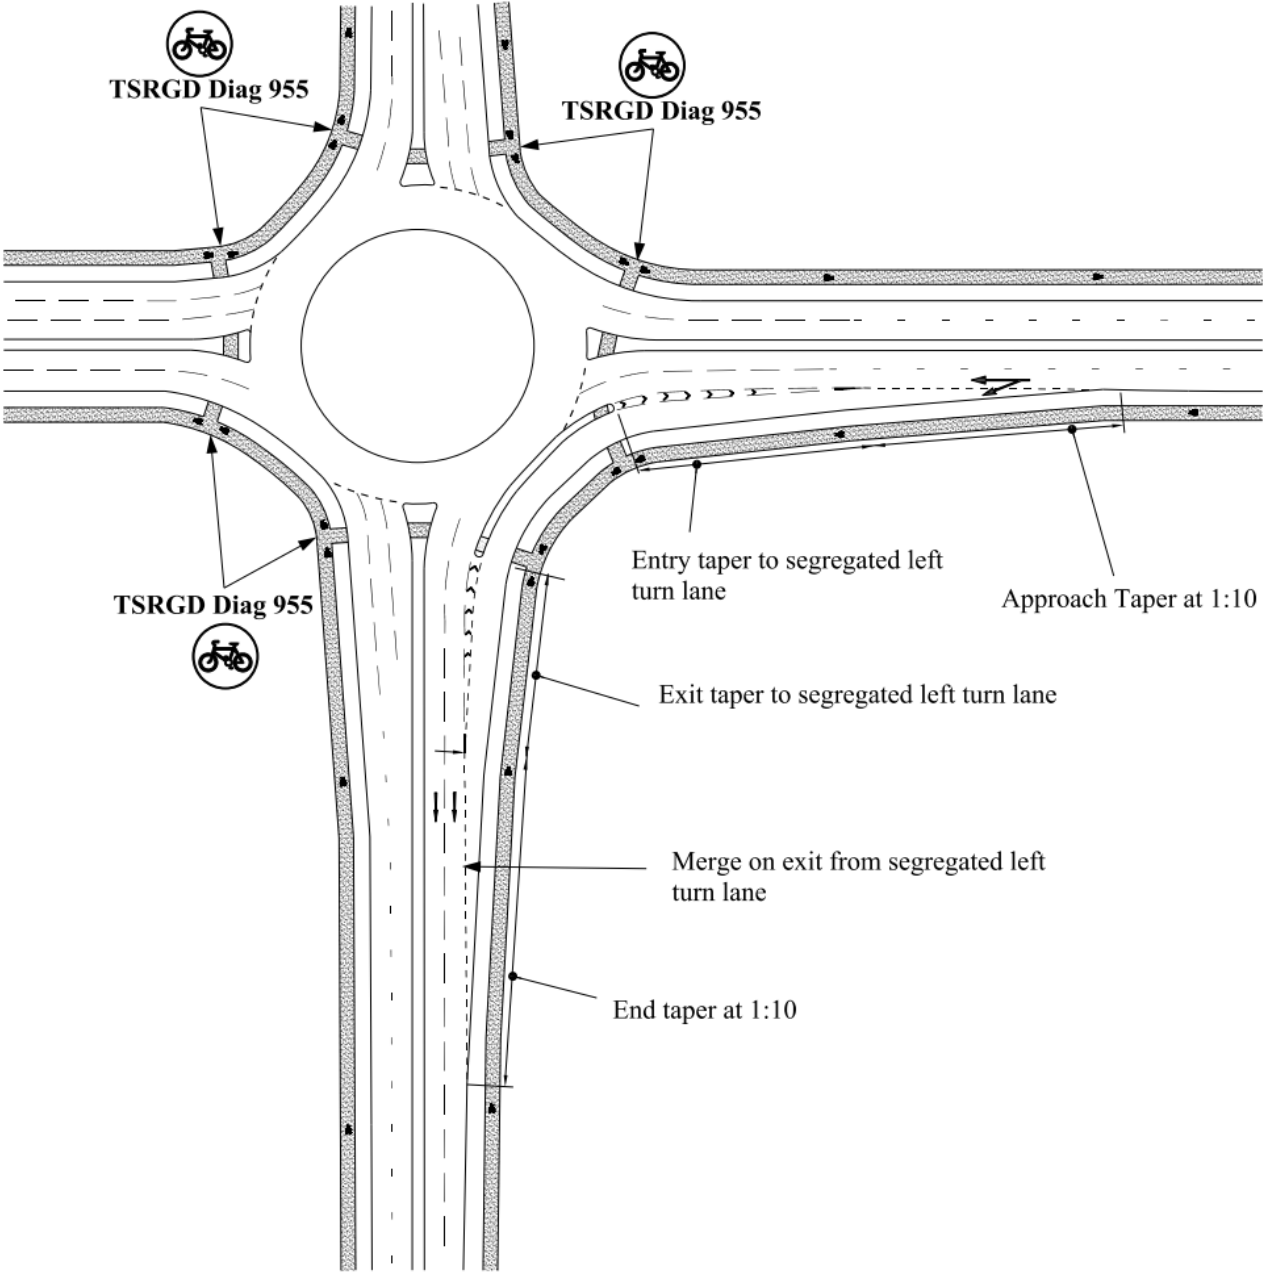 TSRGD Diag 955
TSRGD Diag 955
Entry taper to segregated left
turn lane
Approach Taper at 1:10
TSRGD Diag 955
Exit taper to segregated left turn lane
Merge on exit from segregated left
turn lane
End taper at 1:10